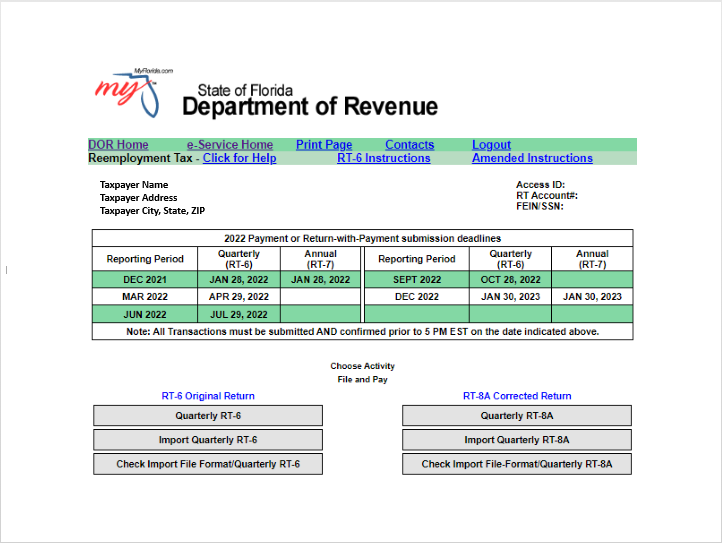 MyFlorida.com
my
State of Florida
Department of Revenue
DOR Home e-Service Home Print Page Contacts Logout
Reemployment Tax - Click for Help RT-6 Instructions Amended Instructions
Taxpayer Name
Taxpayer Address
Taxpayer City, State, ZIP
Access ID:
RT Account#:
FEIN/SSN:
2022 Payment or Return-with-Payment submission deadlines
Reporting Period Quarterly (RT-6) Annual (RT-7) Reporting Period Quarterly (RT-6) Annual (RT-7)
DEC 2021 JAN 28, 2022 JAN 28, 2022 SEPT 2022 OCT 28, 2022
MAR 2022 APR 29, 2022 DEC 2022 JAN 30, 2023 JAN 30, 2023
JUN 2022 JUL 29, 2022
Note: All Transactions must be submitted AND confirmed prior to 5 PM EST on the date indicated above.
Choose Activity
File and Pay
RT-6 Original Return RT-8A Corrected Return
Quarterly RT-6 Quarterly RT-8A
Import Quarterly RT-6 Import Quarterly RT-8A
Check Import File Format/Quarterly RT-6 Check Import File-Format/Quarterly RT-8A